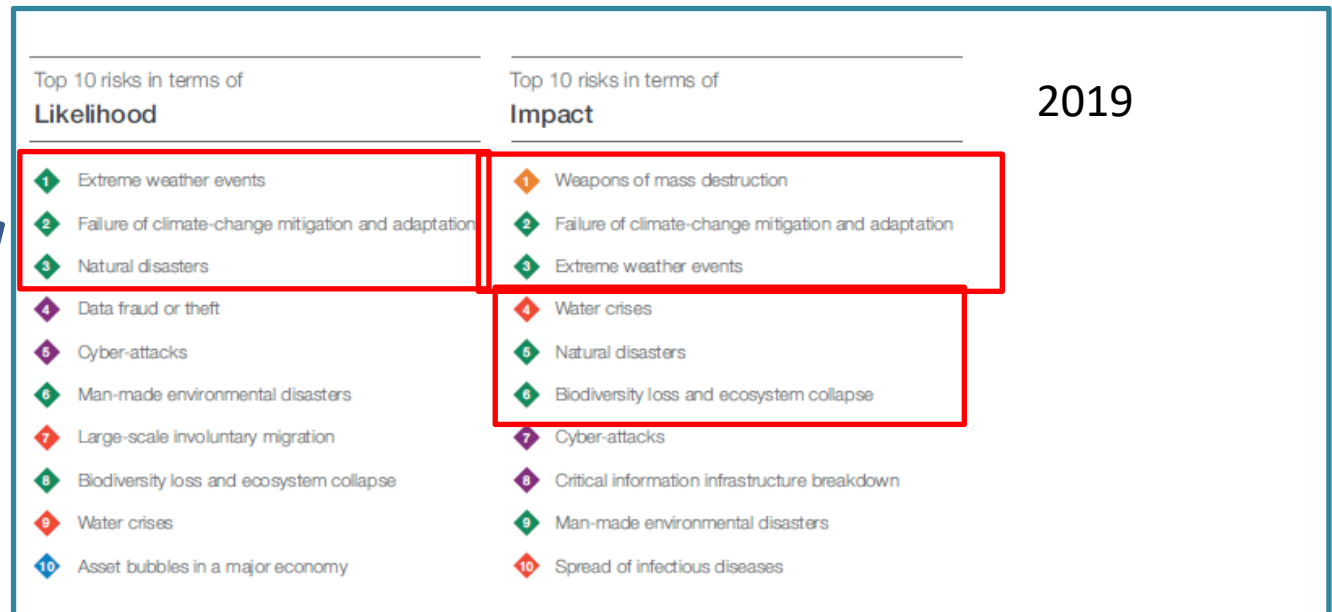 2019
Top 10 risks in terms of
Likelihood
1 Extreme weather events
2 Failure of climate-change mitigation and adaptation
3 Natural disasters
4 Data fraud or theft
5 Cyber-attacks
6 Man-made environmental disasters
7 Large-scale involuntary migration
8 Biodiversity loss and ecosystem collapse
9 Water crises
10 Asset bubbles in a major economy
Top 10 risks in terms of
Impact
1 Weapons of mass destruction
2 Failure of climate-change mitigation and adaptation
3 Extreme weather events
4 Water crises
5 Natural disasters
6 Biodiversity loss and ecosystem collapse
7 Cyber-attacks
8 Critical information infrastructure breakdown
9 Man-made environmental disasters
10 Spread of infectious diseases